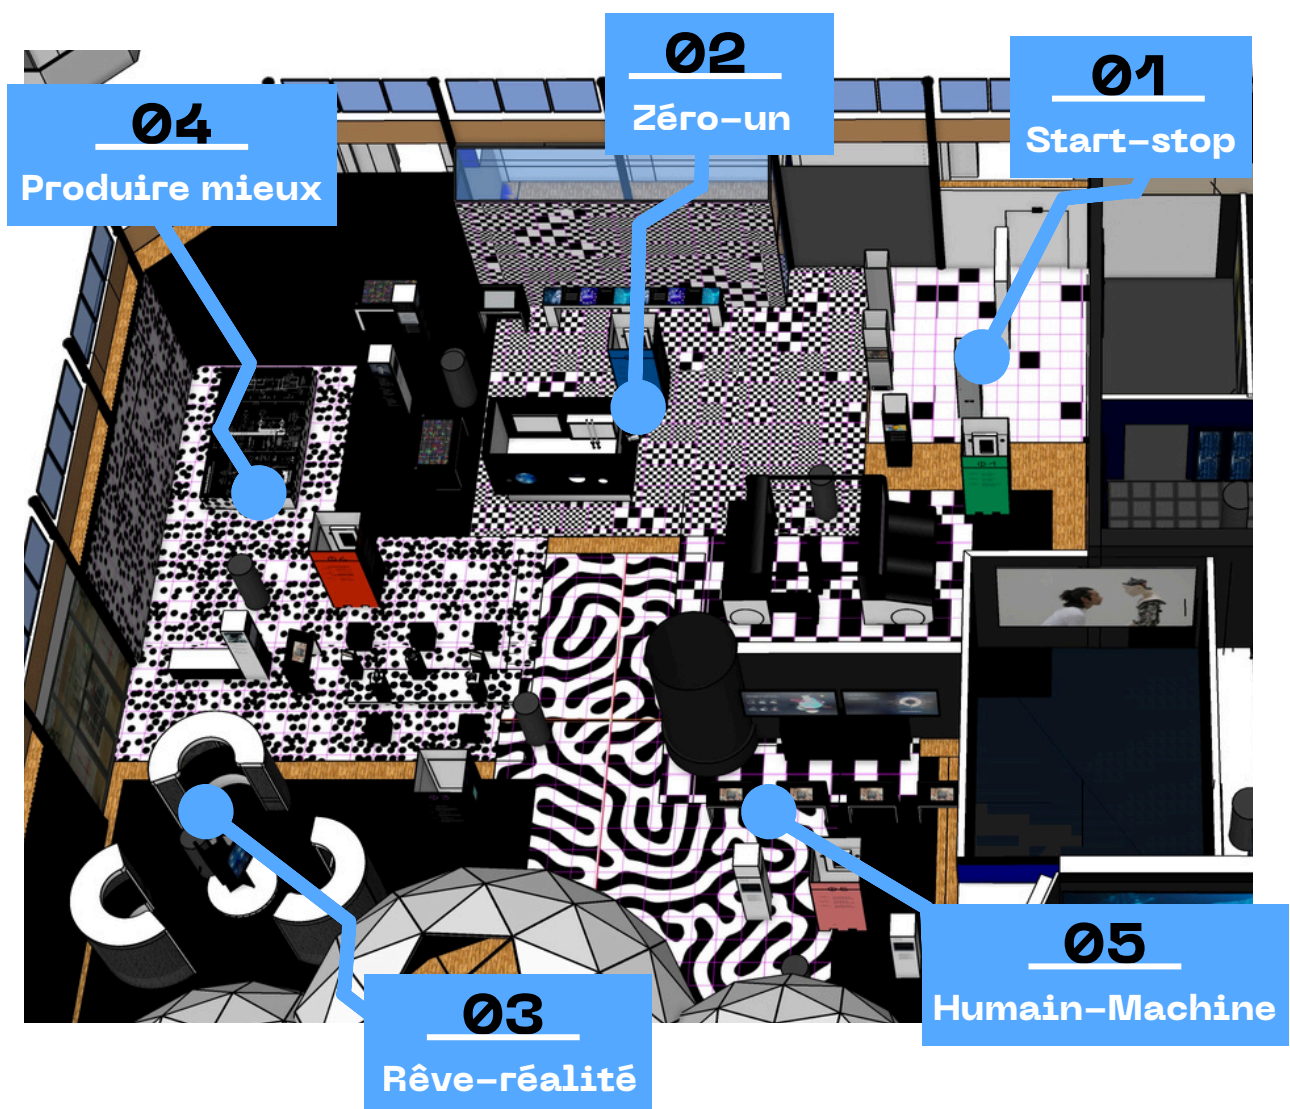 02
Zéro-un
01
Start-stop
04
Produire mieux
03
Rêve-réalité
05
Humain-Machine